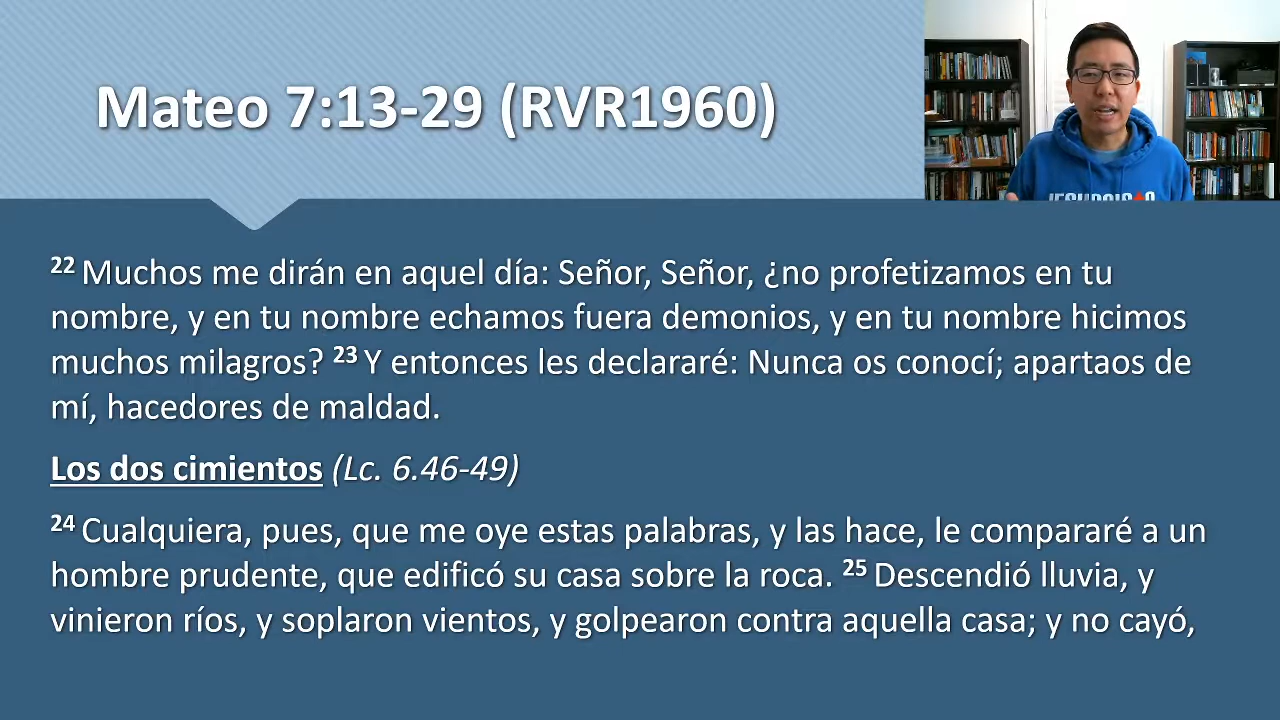 Mateo 7:13-29 (RVR1960)
22 Muchos me dirán en aquel día: Señor, Señor, ¿no profetizamos en tu
nombre, y en tu nombre echamos fuera demonios, y en tu nombre hicimos
muchos milagros? 23 Y entonces les declararé: Nunca os conocí; apartaos de
mí, hacedores de maldad.
Los dos cimientos (Lc. 6.46-49)
24 Cualquiera, pues, que me oye estas palabras, y las hace, le compararé a un
hombre prudente, que edificó su casa sobre la roca. 25 Descendió lluvia, y
vinieron ríos, y soplaron vientos, y golpearon contra aquella casa; y no cayó,